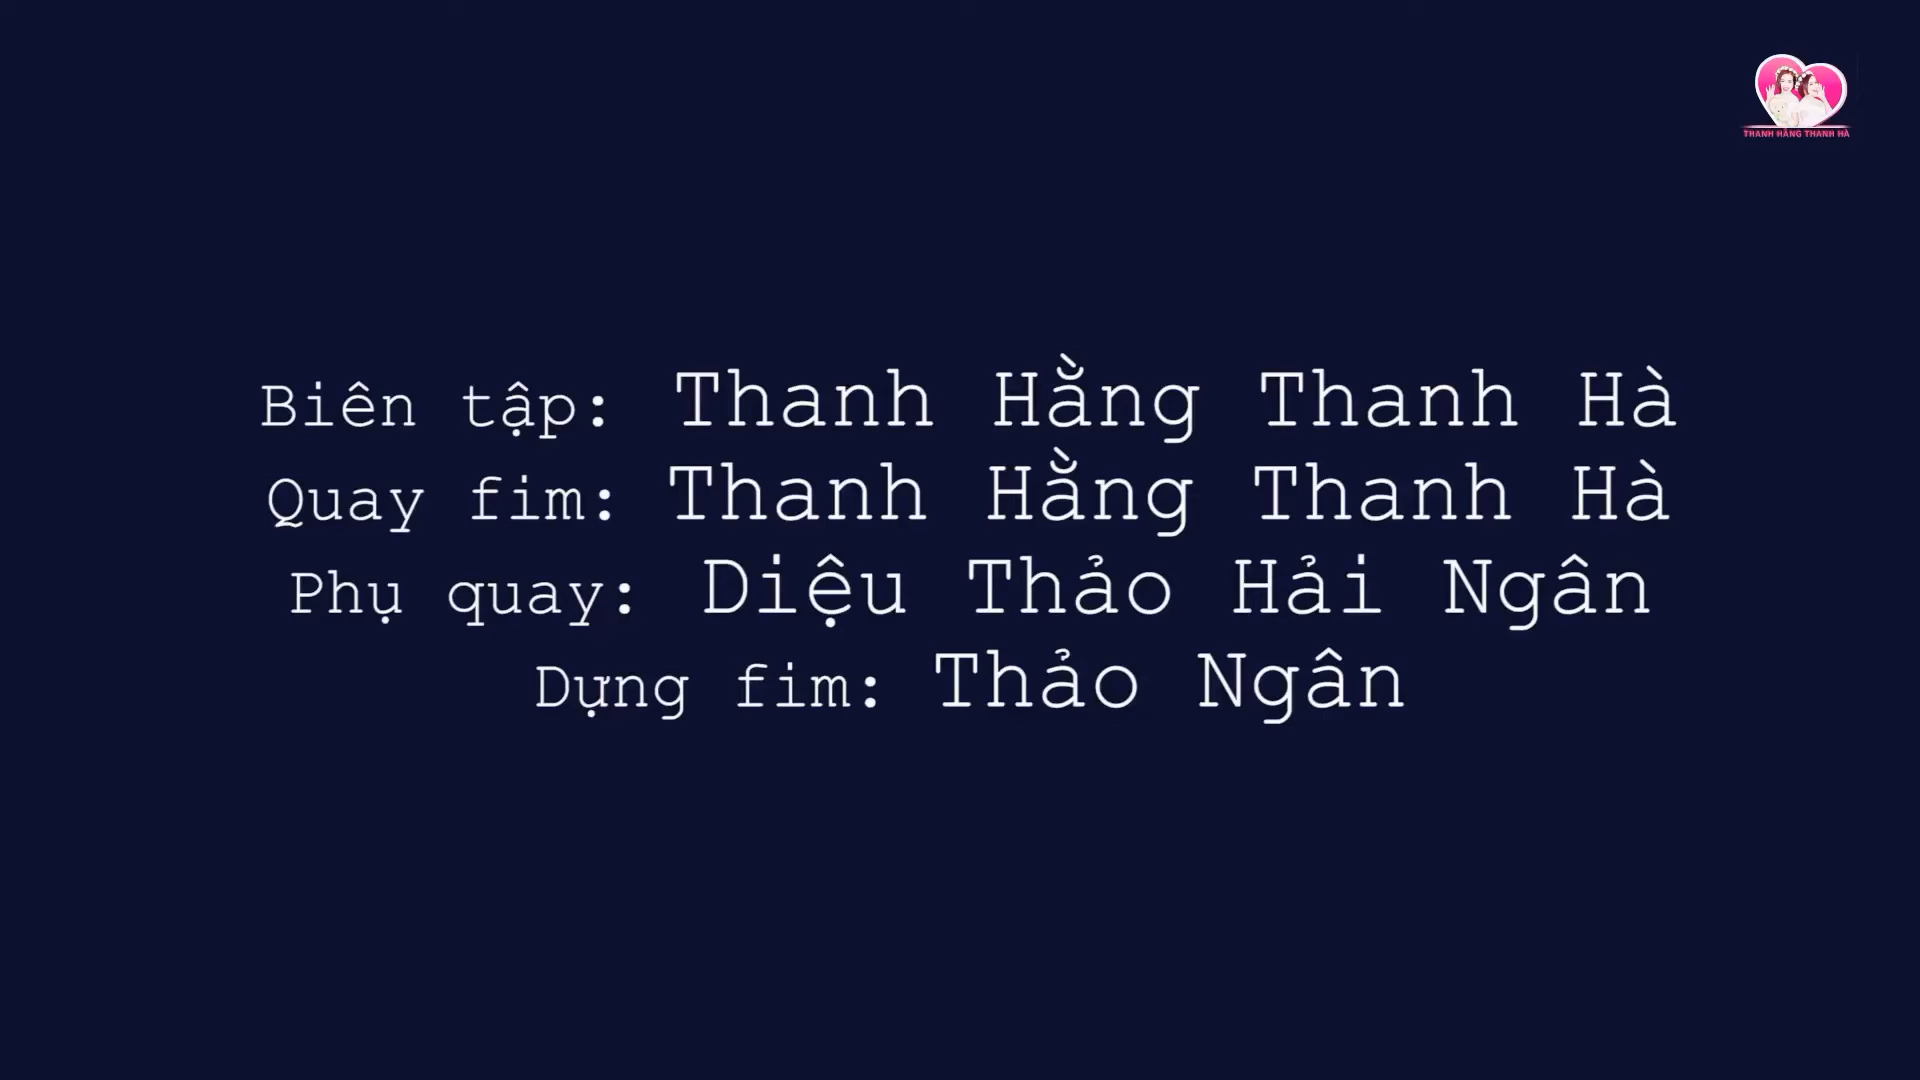 THANH HẰNG THANH HÀ
Biên tập: Thanh Hằng Thanh Hà
Quay fim: Thanh Hằng Thanh Hà
Phụ quay: Diệu Thảo Hải Ngân
Dựng fim: Thảo Ngân